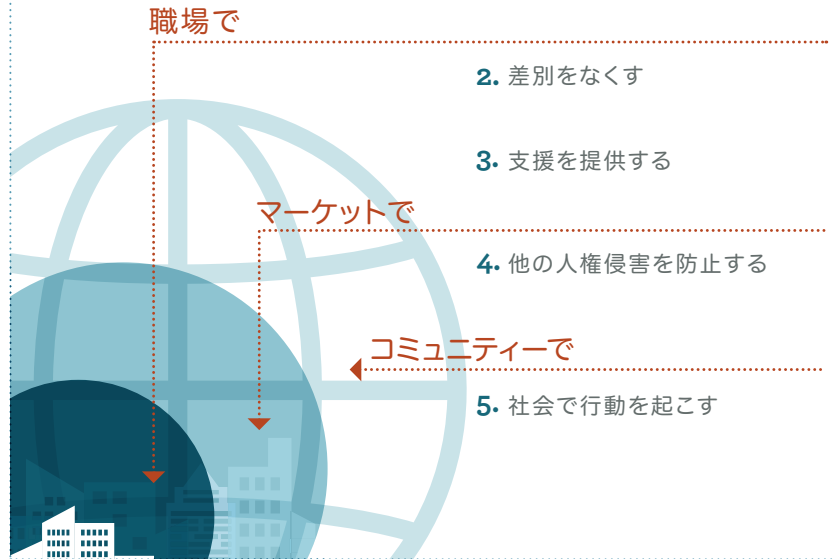 職場で
2. 差別をなくす
3. 支援を提供する
マーケットで
4. 他の人権侵害を防止する
コミュニティーで
5. 社会で行動を起こす